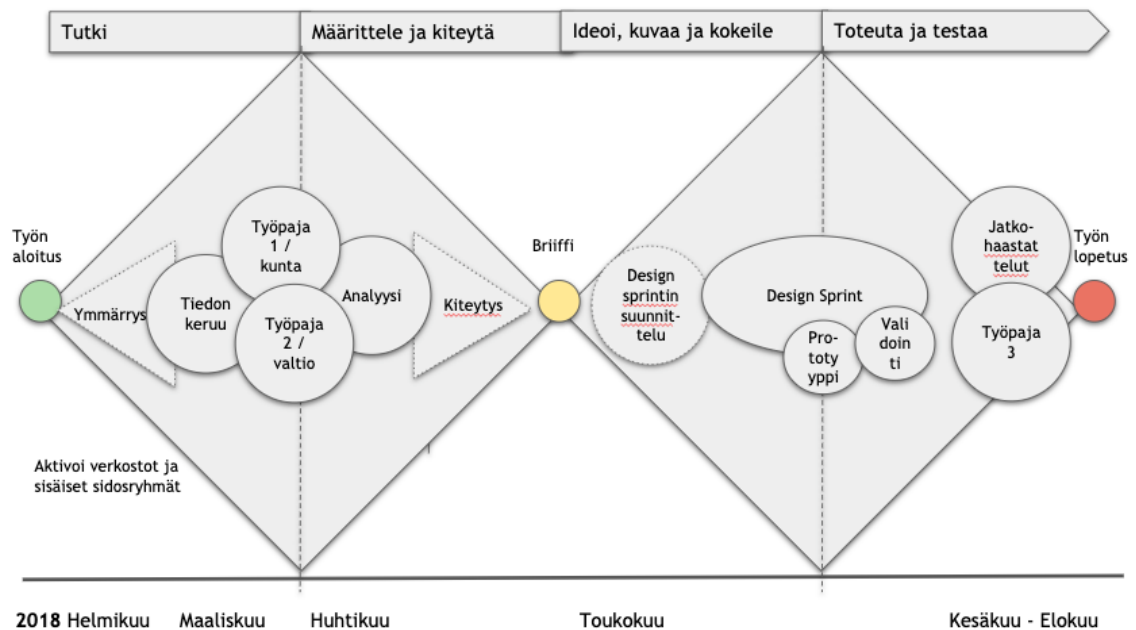 Tutki
Määrittele ja kiteytä
Ideoi, kuvaa ja kokeile
Toteuta ja testaa
Työn
aloitus
Ymmärrys
Tiedon
keruu
Työpaja
1 /
kunta
Työpaja
2 /
valtio
Analyysi
Kiteytys
Briiffi
Design
sprintin
suunnit-
telu
Design Sprint
Pro-
toty
yppi
Vali
doin
ti
Jatko-
haastat
telut
Työpaja
3
Työn
lopetus
Aktivoi verkostot ja
sisäiset sidosryhmät
2018 Helmikuu
Maaliskuu
Huhtikuu
Toukokuu
Kesäkuu - Elokuu